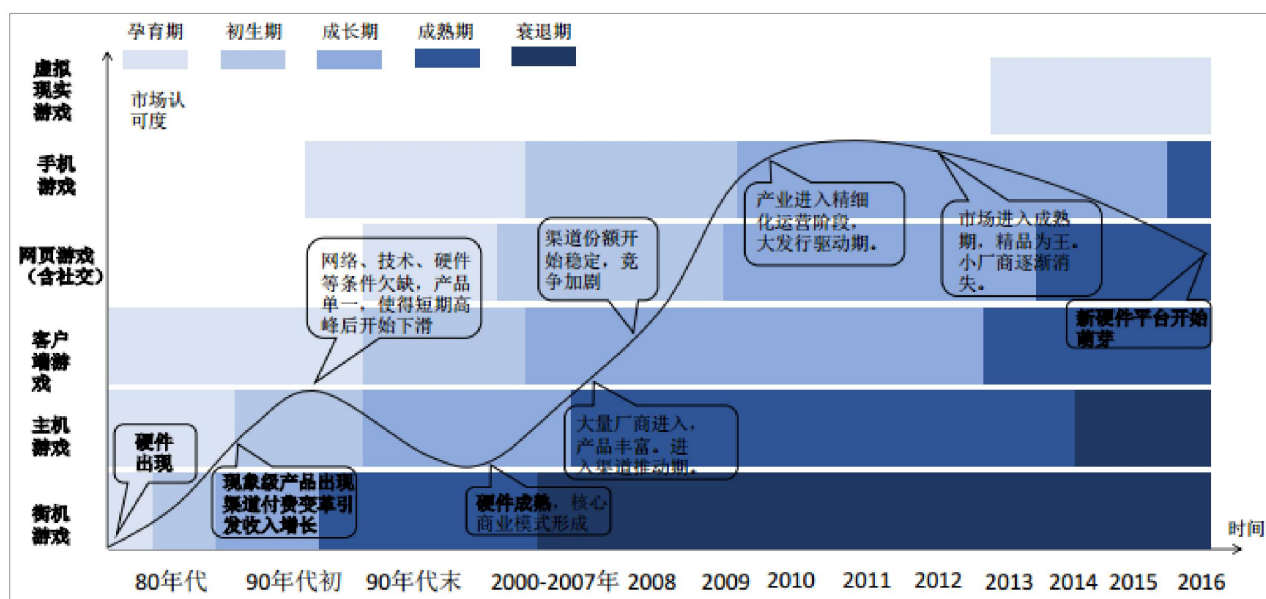 孕育期
初生期
成长期
成熟期
衰退期
虚拟
现实
游戏
市场认
可度
手机
游戏
产业进入精细
化运营阶段，
大发行驱动期。
市场进入成熟
期，精品为王。
小厂商逐渐消
失。
网页游戏
（含社交）
网络、技术、硬件
等条件欠缺，产品
单一，使得短期高
峰后开始下滑
渠道份额开
始稳定，竞
争加剧
新硬件平台开始
萌芽
客户
端游
戏
主机
游戏
硬件
出现
大量厂商进入，
产品丰富。进
入渠道推动期。
现象级产品出现
渠道付费变革引
发收入增长
硬件成熟，核心
商业模式形成
街机
游戏
时间
80年代
90年代初
90年代末
2000-2007年
2008
2009
2010
2011
2012
2013
2014
2015
2016